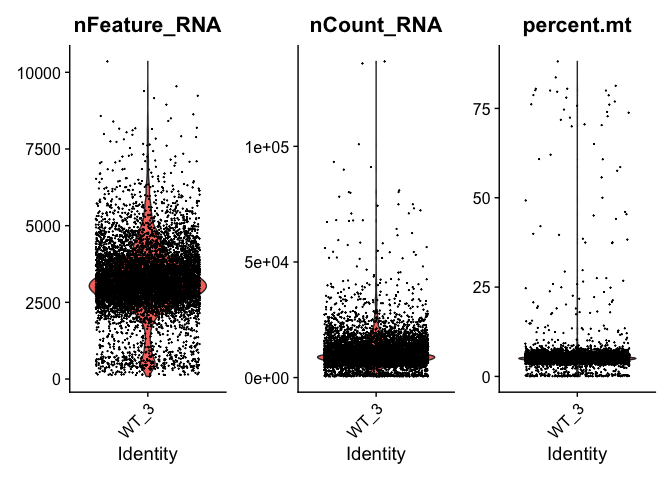 nFeature_RNA
10000
7500
5000
2500
0
WT_3
Identity
nCount_RNA
1e+05
5e+04
0e+00
WT_3
Identity
percent.mt
75
50
25
0
WT_3
Identity